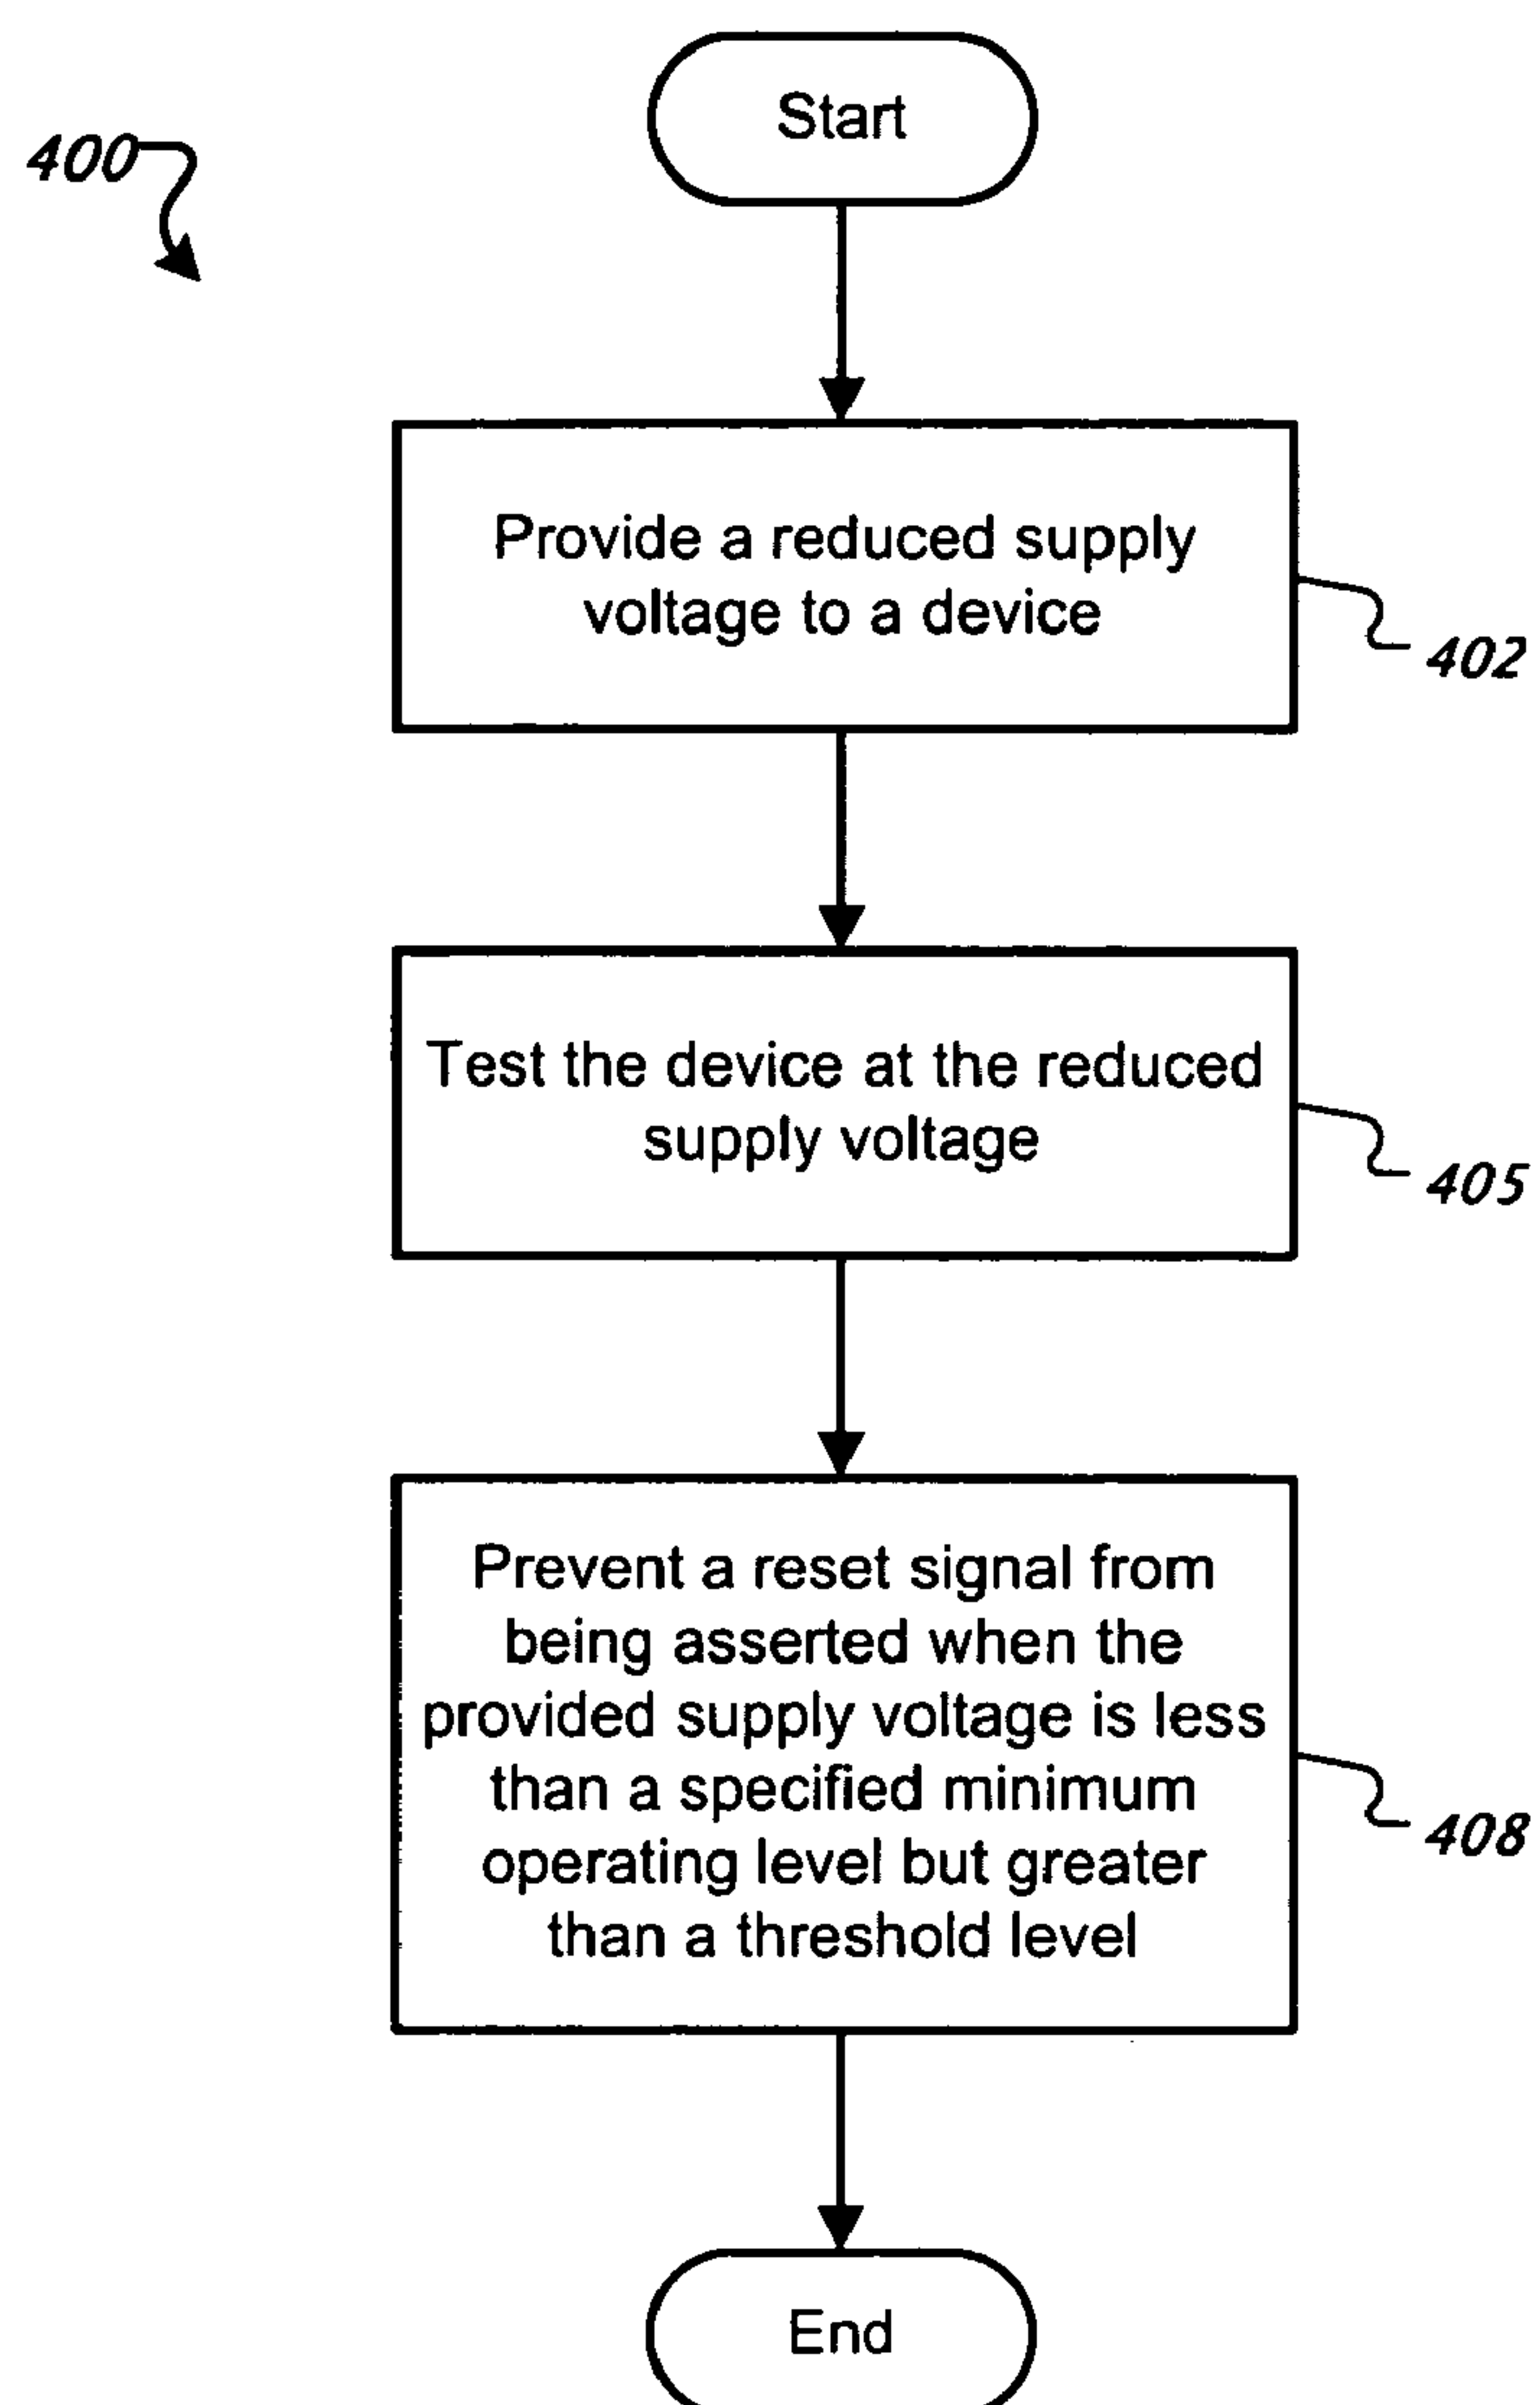 Start
400
Provide a reduced supply
voltage to a device
402
Test the device at the reduced
supply voltage
405
Prevent a reset signal from
being asserted when the
provided supply voltage is less
than a specified minimum
operating level but greater
than a threshold level
408
End